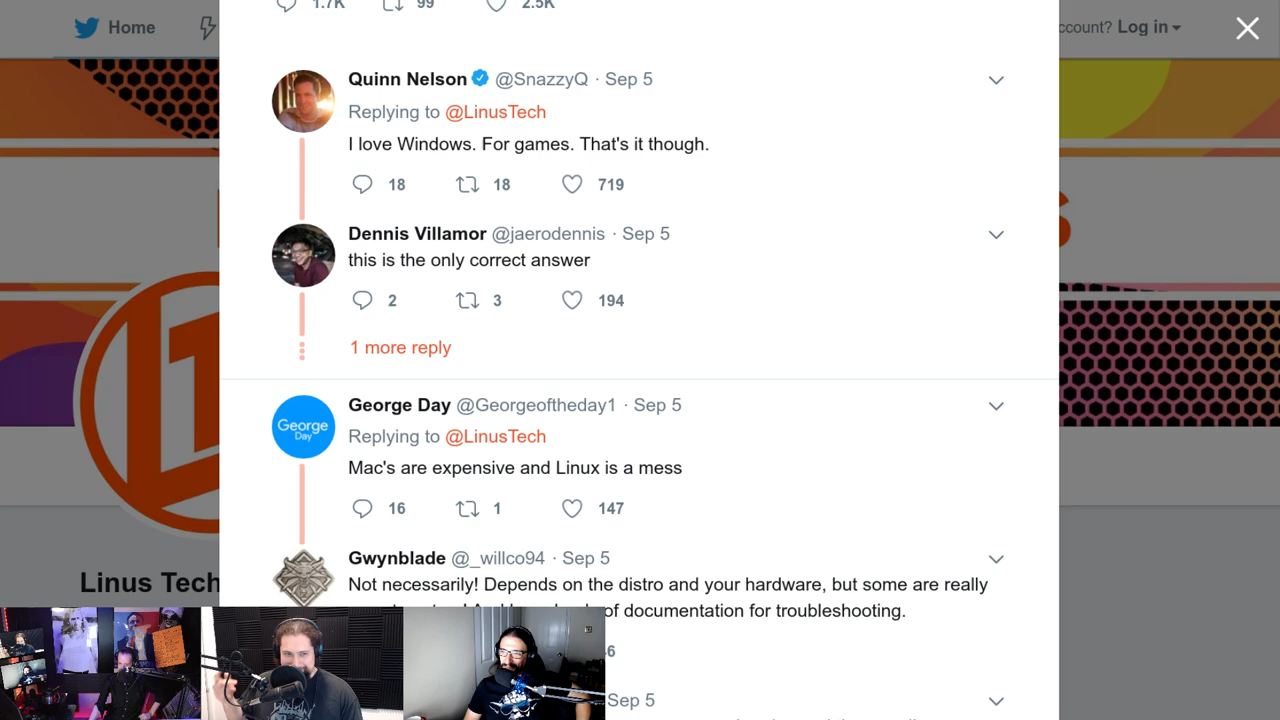 1.7K 99 2.5K
Home
ccount? Log in
Quinn Nelson @SnazzyQ · Sep 5
Replying to @LinusTech
I love Windows. For games. That's it though.
18 18 719
Dennis Villamor @jaerodennis · Sep 5
this is the only correct answer
2 3 194
1 more reply
George Day @Georgeoftheday1 · Sep 5
George
Day
Replying to @LinusTech
Mac's are expensive and Linux is a mess
16 1 147
Gwynblade @_willco94 · Sep 5
Not necessarily! Depends on the distro and your hardware, but some are really
of documentation for troubleshooting.
Linus Tech
6
Sep 5